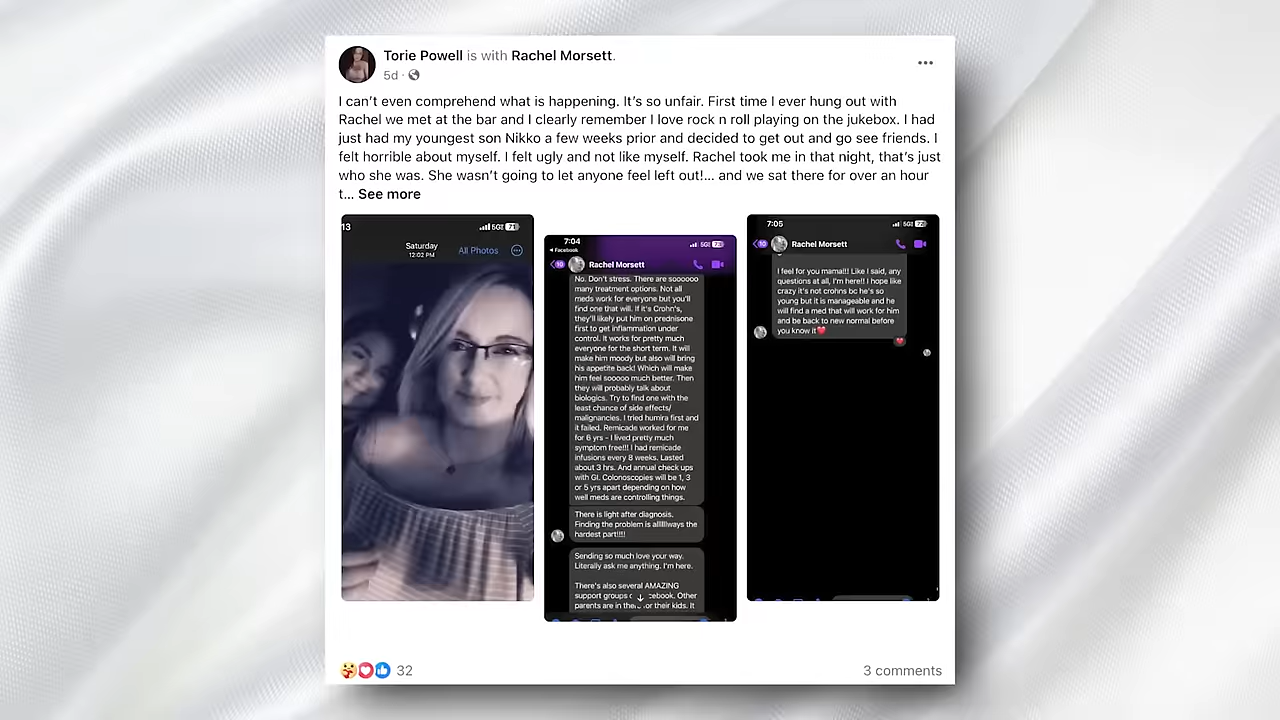 Torie Powell is with Rachel Morsett.
5d ·
I can't even comprehend what is happening. It's so unfair. First time I ever hung out with
Rachel we met at the bar and I clearly remember I love rock n roll playing on the jukebox. I had
just had my youngest son Nikko a few weeks prior and decided to get out and go see friends. I
felt horrible about myself. I felt ugly and not like myself. Rachel took me in that night, that's just
who she was. She wasn't going to let anyone feel left out!... and we sat there for over an hour
t... See more
13
5GE 71
Saturday
12:02 PM
All Photos
7:04
5GE 73
Facebook
10
Rachel Morsett
No. Don't stress. There are soooooo
many treatment options. Not all
meds work for everyone but you'll
find one that will. If it's Crohn's,
they'll likely put him on prednisone
first to get inflammation under
control. It works for pretty much
everyone for the short term. It will
make him moody but also will bring
his appetite back! Which will make
him feel sooooo much better. Then
they will probably talk about
biologics. Try to find one with the
least chance of side effects/
malignancies. I tried humira first and
it failed. Remicade worked for me
for 6 yrs - I lived pretty much
symptom free!!! I had remicade
infusions every 8 weeks. Lasted
about 3 hrs. And annual check ups
with GI. Colonoscopies will be 1, 3
or 5 yrs apart depending on how
well meds are controlling things.
There is light after diagnosis.
Finding the problem is allllllways the
hardest part!!!!
Sending so much love your way.
Literally ask me anything. I'm here.
There's also several AMAZING
support groups cebook. Other
parents are in there for their kids. It
7:05
5GE 72
10
Rachel Morsett
I feel for you mama!!! Like I said, any
questions at all, I'm here!! I hope like
crazy it's not crohns bc he's so
young but it is manageable and he
will find a med that will work for him
and be back to new normal before
you know it❤️
32
3 comments